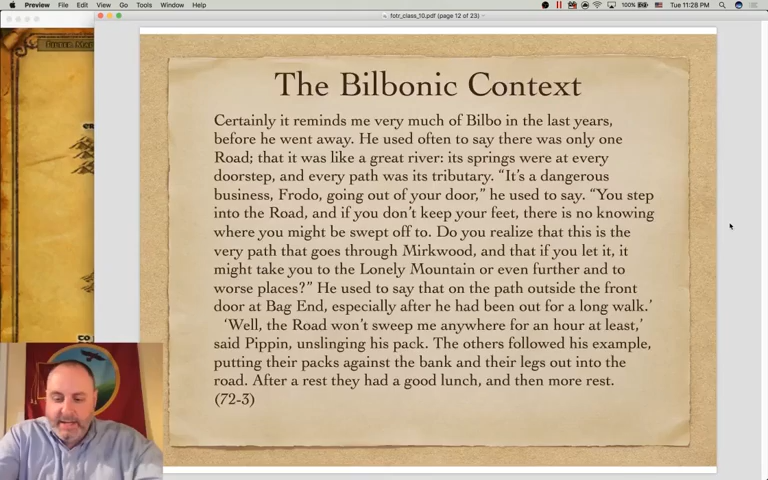 Preview File Edit View Go Tools Window Help
100% Tue 11:28 PM
fotr_class_10.pdf (page 12 of 23)
The Bilbonic Context
Certainly it reminds me very much of Bilbo in the last years,
before he went away. He used often to say there was only one
Road; that it was like a great river: its springs were at every
doorstep, and every path was its tributary. “It’s a dangerous
business, Frodo, going out of your door,” he used to say. “You step
into the Road, and if you don’t keep your feet, there is no knowing
where you might be swept off to. Do you realize that this is the
very path that goes through Mirkwood, and that if you let it, it
might take you to the Lonely Mountain or even further and to
worse places?” He used to say that on the path outside the front
door at Bag End, especially after he had been out for a long walk.’
‘Well, the Road won’t sweep me anywhere for an hour at least,’
said Pippin, unslinging his pack. The others followed his example,
putting their packs against the bank and their legs out into the
road. After a rest they had a good lunch, and then more rest.
(72-3)